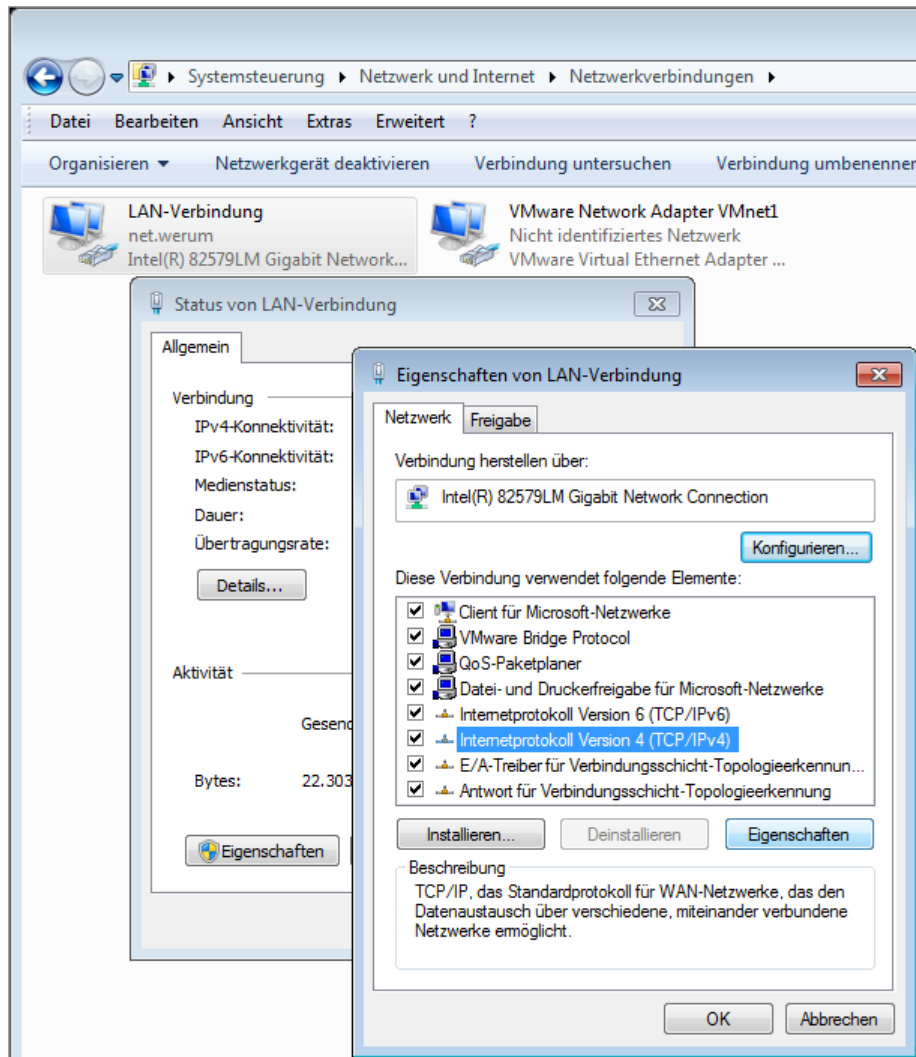 Systemsteuerung Netzwerk und Internet Netzwerkverbindungen
Datei Bearbeiten Ansicht Extras Erweitert ?
Organisieren Netzwerkgerät deaktivieren Verbindung untersuchen Verbindung umbenennen
LAN-Verbindung
net.werum
Intel(R) 82579LM Gigabit Network...
VMware Network Adapter VMnet1
Nicht identifiziertes Netzwerk
VMware Virtual Ethernet Adapter ...
Status von LAN-Verbindung
Allgemein
Verbindung
IPv4-Konnektivität:
IPv6-Konnektivität:
Medienstatus:
Dauer:
Übertragungsrate:
Details...
Aktivität
Gesend
Bytes: 22.303
Eigenschaften
Eigenschaften von LAN-Verbindung
Netzwerk Freigabe
Verbindung herstellen über:
Intel(R) 82579LM Gigabit Network Connection
Konfigurieren...
Diese Verbindung verwendet folgende Elemente:
Client für Microsoft-Netzwerke
VMware Bridge Protocol
QoS-Paketplaner
Datei- und Druckerfreigabe für Microsoft-Netzwerke
Internetprotokoll Version 6 (TCP/IPv6)
Internetprotokoll Version 4 (TCP/IPv4)
E/A-Treiber für Verbindungsschicht-Topologieerkennun...
Antwort für Verbindungsschicht-Topologieerkennung
Installieren... Deinstallieren Eigenschaften
Beschreibung
TCP/IP, das Standardprotokoll für WAN-Netzwerke, das den
Datenaustausch über verschiedene, miteinander verbundene
Netzwerke ermöglicht.
OK Abbrechen